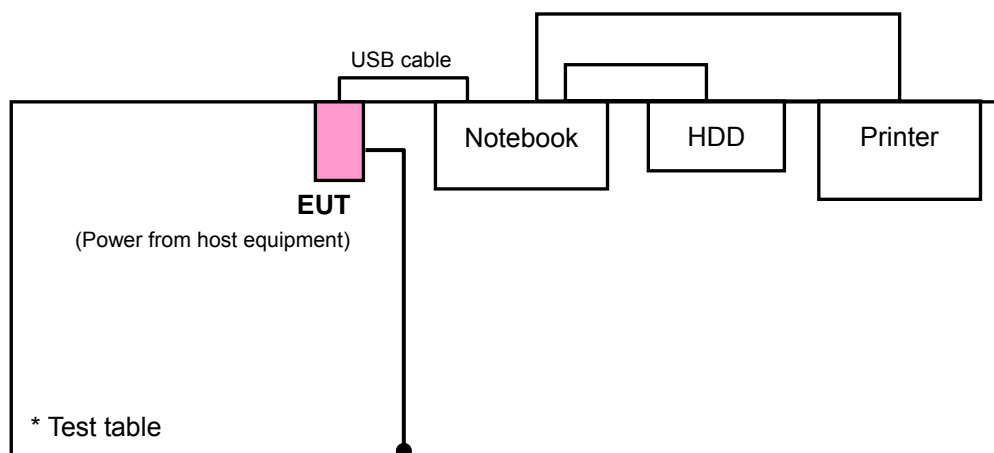 USB cable
Notebook
HDD
Printer
EUT
(Power from host equipment)
* Test table